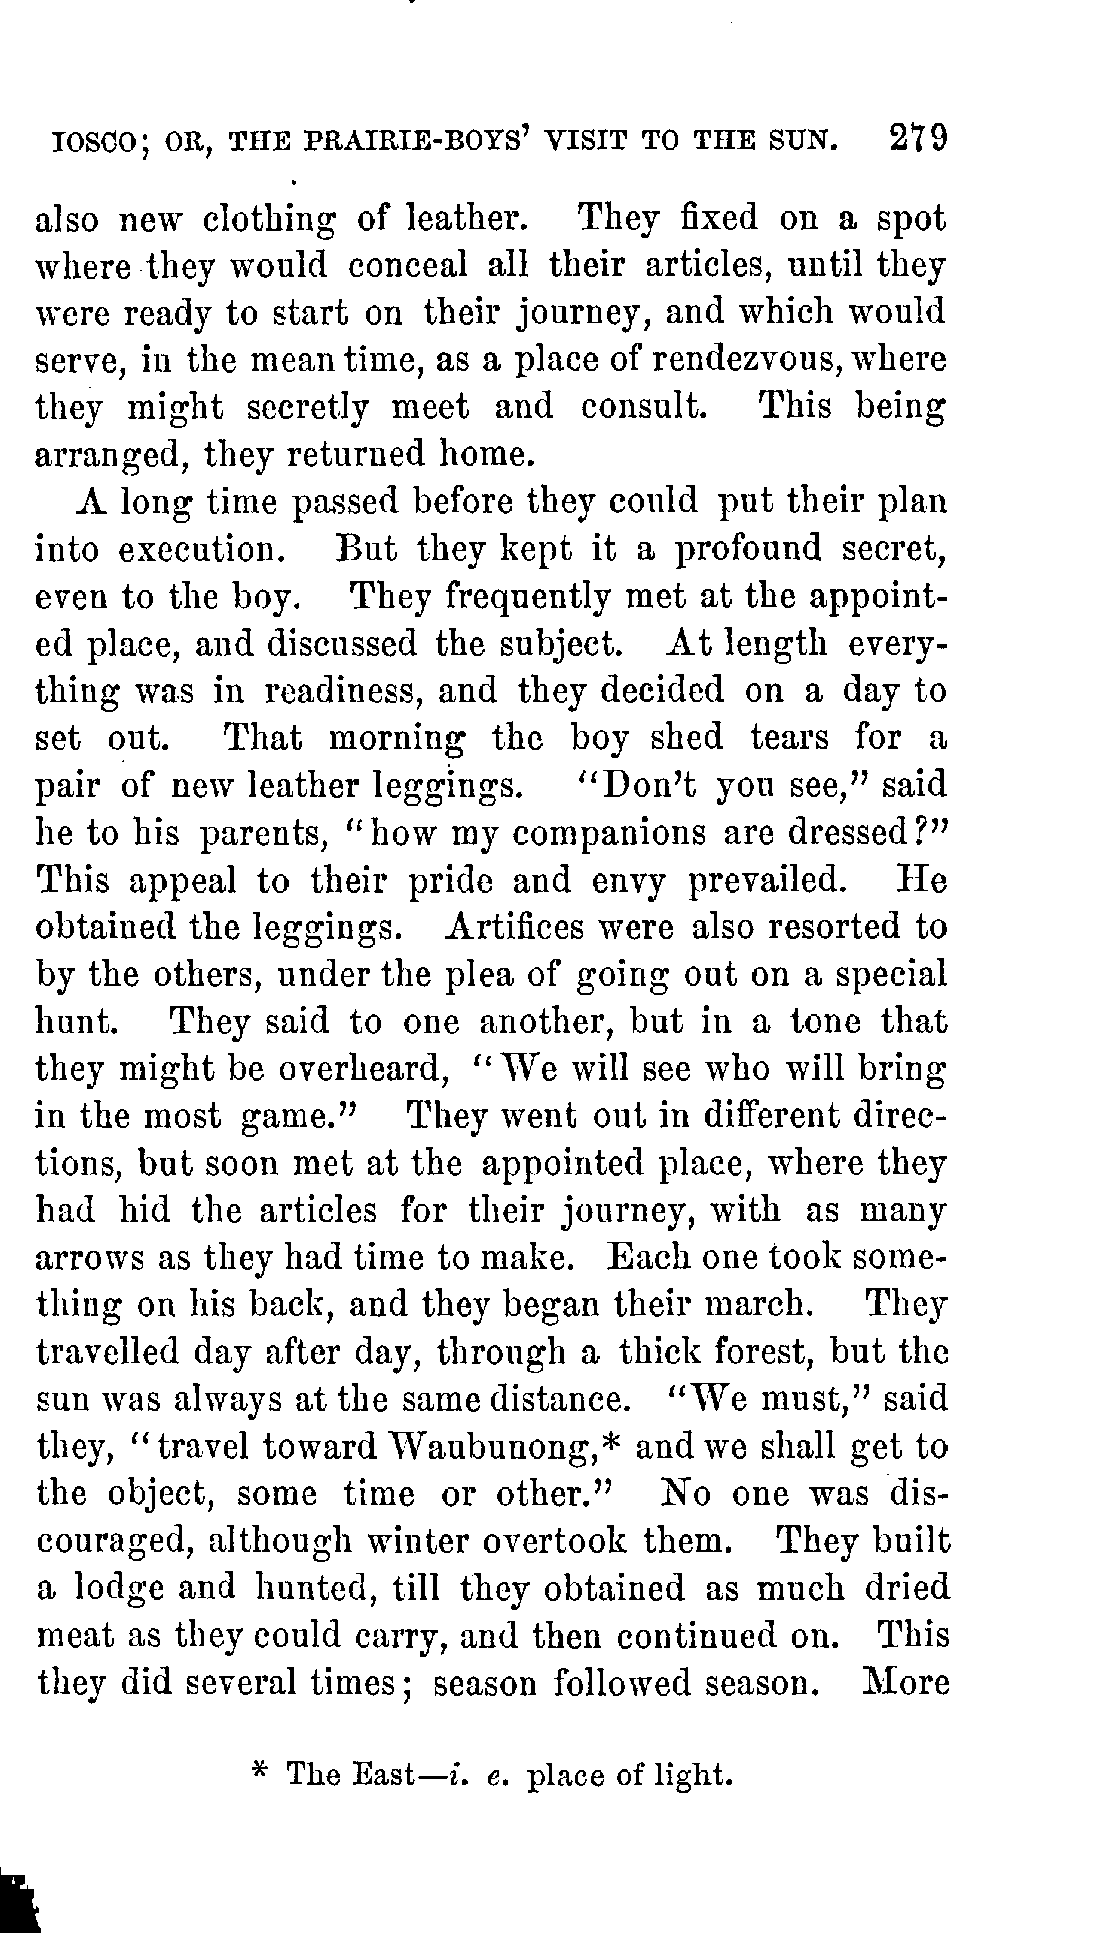 IOSCO; OR, THE PRAIRIE-BOYS' VISIT TO THE SUN. 279
also new clothing of leather. They fixed on a spot
where they would conceal all their articles, until they
were ready to start on their journey, and which would
serve, in the mean time, as a place of rendezvous, where
they might secretly meet and consult. This being
arranged, they returned home.
A long time passed before they could put their plan
into execution. But they kept it a profound secret,
even to the boy. They frequently met at the appoint-
ed place, and discussed the subject. At length every-
thing was in readiness, and they decided on a day to
set out. That morning the boy shed tears for a
pair of new leather leggings. "Don't you see," said
he to his parents, "how my companions are dressed?"
This appeal to their pride and envy prevailed. He
obtained the leggings. Artifices were also resorted to
by the others, under the plea of going out on a special
hunt. They said to one another, but in a tone that
they might be overheard, "We will see who will bring
in the most game." They went out in different direc-
tions, but soon met at the appointed place, where they
had hid the articles for their journey, with as many
arrows as they had time to make. Each one took some-
thing on his back, and they began their march. They
travelled day after day, through a thick forest, but the
sun was always at the same distance. "We must," said
they, "travel toward Waubunong,* and we shall get to
the object, some time or other." No one was dis-
couraged, although winter overtook them. They built
a lodge and hunted, till they obtained as much dried
meat as they could carry, and then continued on. This
they did several times; season followed season. More
* The East—i. e. place of light.